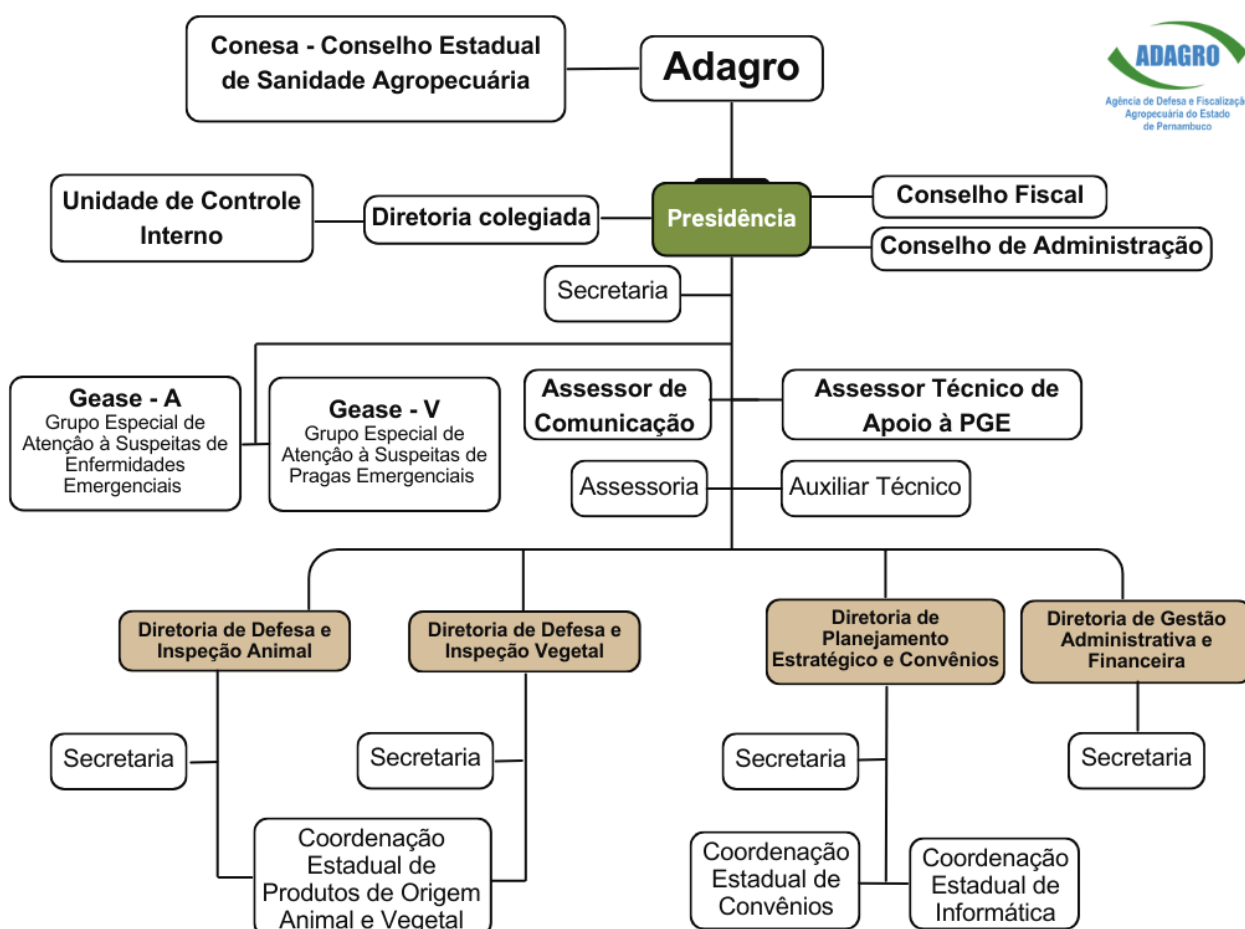 Conesa - Conselho Estadual
de Sanidade Agropecuária
Adagro
ADAGRO
Agência de Defesa e Fiscalização
Agropecuária do Estado
de Pernambuco
Unidade de Controle
Interno
Diretoria colegiada
Presidência
Conselho Fiscal
Conselho de Administração
Secretaria
Gease - A
Grupo Especial de
Atenção à Suspeitas de
Enfermidades
Emergenciais
Gease - V
Grupo Especial de
Atenção à Suspeitas de
Pragas Emergenciais
Assessor de
Comunicação
Assessor Técnico de
Apoio à PGE
Assessoria
Auxiliar Técnico
Diretoria de Defesa e
Inspeção Animal
Diretoria de Defesa e
Inspeção Vegetal
Diretoria de
Planejamento
Estratégico e Convênios
Diretoria de Gestão
Administrativa e
Financeira
Secretaria
Secretaria
Secretaria
Secretaria
Coordenação
Estadual de
Produtos de Origem
Animal e Vegetal
Coordenação
Estadual de
Convênios
Coordenação
Estadual de
Informática